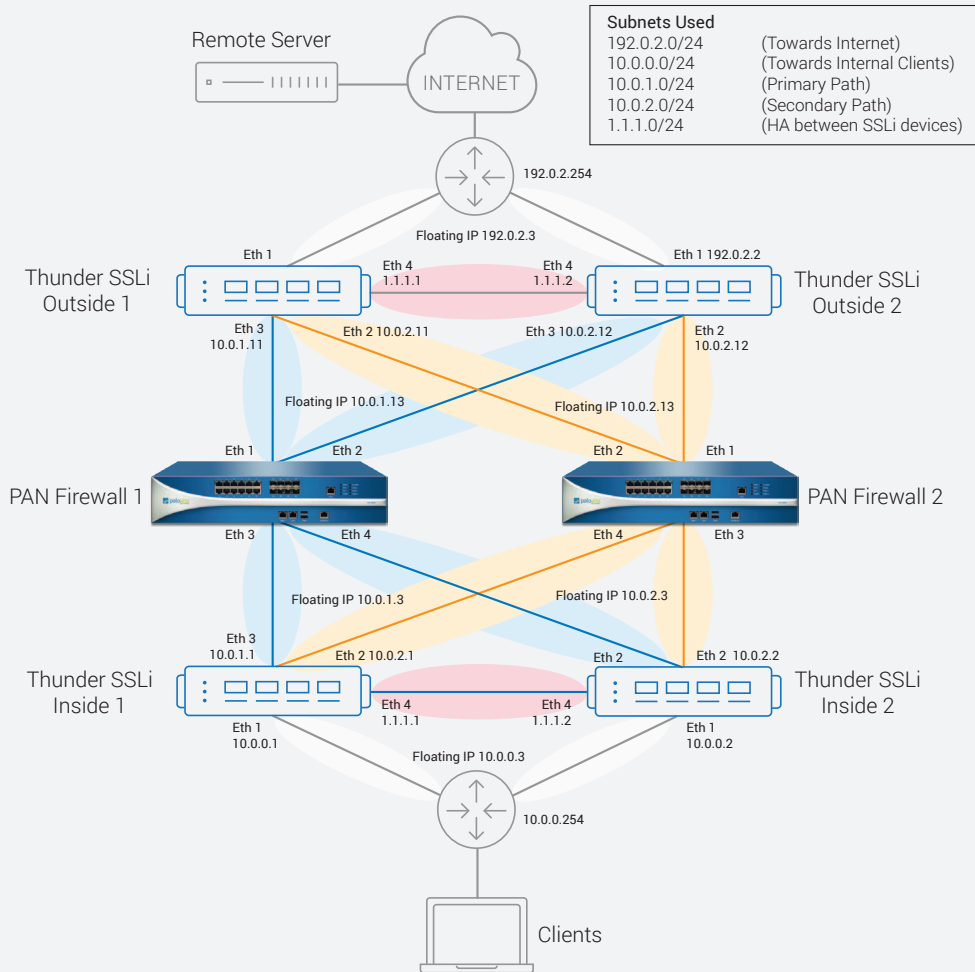 Subnets Used
192.0.2.0/24 (Towards Internet)
10.0.0.0/24 (Towards Internal Clients)
10.0.1.0/24 (Primary Path)
10.0.2.0/24 (Secondary Path)
1.1.1.0/24 (HA between SSLi devices)
Remote Server
INTERNET
192.0.2.254
Floating IP 192.0.2.3
Eth 1
Eth 1 192.0.2.2
Thunder SSLi
Outside 1
Eth 4
1.1.1.1
Eth 4
1.1.1.2
Thunder SSLi
Outside 2
Eth 3
10.0.1.11
Eth 2 10.0.2.11
Eth 3 10.0.2.12
Eth 2
10.0.2.12
Floating IP 10.0.1.13
Floating IP 10.0.2.13
Eth 1
Eth 2
Eth 2
Eth 1
PAN Firewall 1
PAN Firewall 2
Eth 3
Eth 4
Eth 4
Eth 3
Floating IP 10.0.1.3
Floating IP 10.0.2.3
Eth 3
10.0.1.1
Eth 2 10.0.2.1
Eth 2
Eth 2 10.0.2.2
Thunder SSLi
Inside 1
Eth 4
1.1.1.1
Eth 4
1.1.1.2
Thunder SSLi
Inside 2
Eth 1
10.0.0.1
Eth 1
10.0.0.2
Floating IP 10.0.0.3
10.0.0.254
Clients